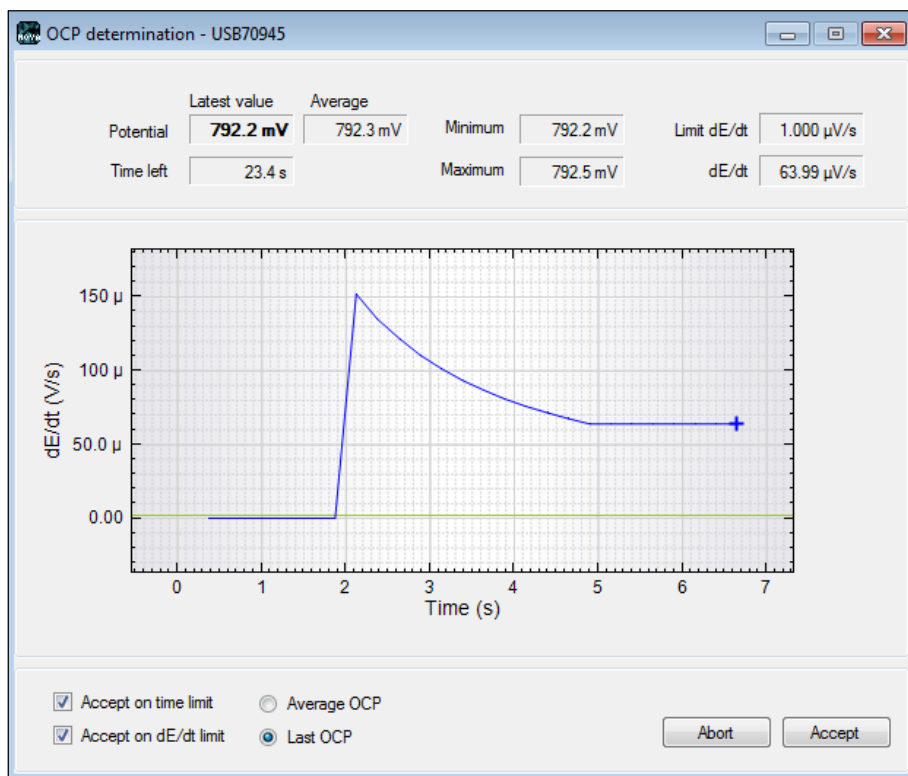 OCP determination - USB70945
Latest value Average
Potential 792.2 mV 792.3 mV Minimum 792.2 mV Limit dE/dt 1.000 µV/s
Time left 23.4 s Maximum 792.5 mV dE/dt 63.99 µV/s
150 µ
100 µ
50.0 µ
0.00
dE/dt (V/s)
0 1 2 3 4 5 6 7
Time (s)
Accept on time limit Average OCP
Accept on dE/dt limit Last OCP Abort Accept